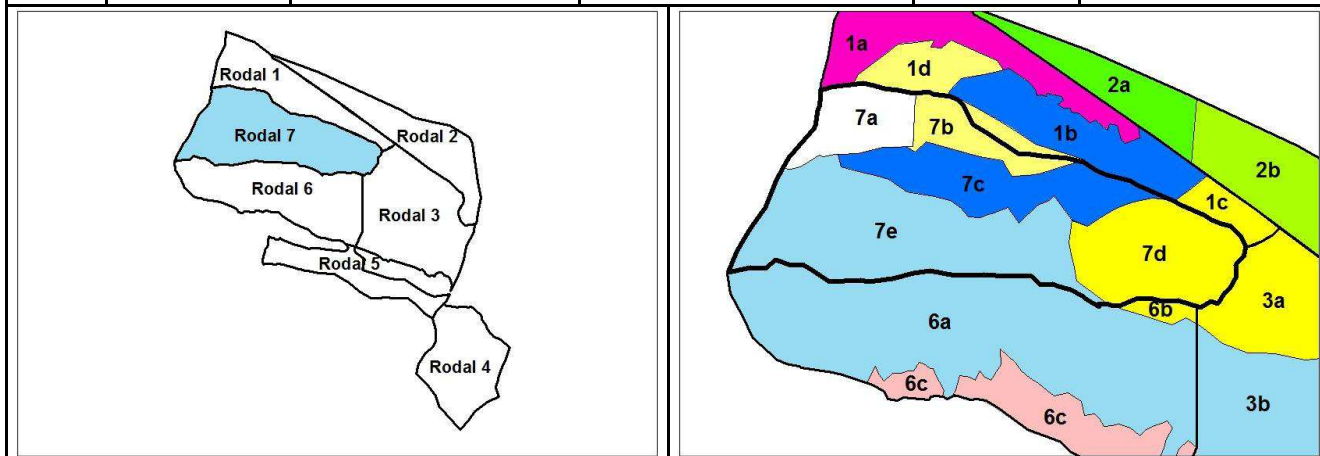 Rodal 1
Rodal 2
Rodal 7
Rodal 6
Rodal 3
Rodal 5
Rodal 4
1a
1d
2a
7a
7b
1b
2b
7c
1c
7e
7d
3a
6b
6a
6c
6c
3b